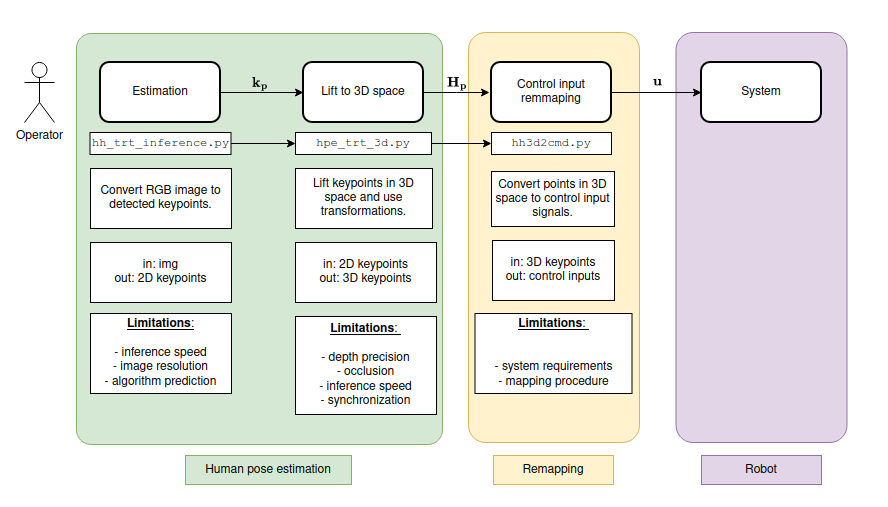 Operator
Estimation
k_p
Lift to 3D space
H_p
Control input
remmaping
u
System
hh_trt_inference.py
hpe_trt_3d.py
hh3d2cmd.py
Convert RGB image to
detected keypoints.
Lift keypoints in 3D
space and use
transformations.
Convert points in 3D
space to control input
signals.
in: img
out: 2D keypoints
in: 2D keypoints
out: 3D keypoints
in: 3D keypoints
out: control inputs
Limitations:
- inference speed
- image resolution
- algorithm prediction
Limitations:
- depth precision
- occlusion
- inference speed
- synchronization
Limitations:
- system requirements
- mapping procedure
Human pose estimation
Remapping
Robot